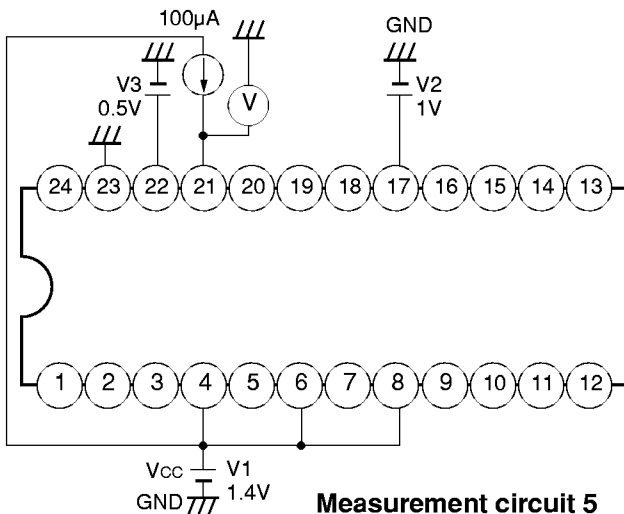 100μA
GND
V3
0.5V
V
V2
1V
24 23 22 21 20 19 18 17 16 15 14 13
1 2 3 4 5 6 7 8 9 10 11 12
VCC V1
GND 1.4V
Measurement circuit 5